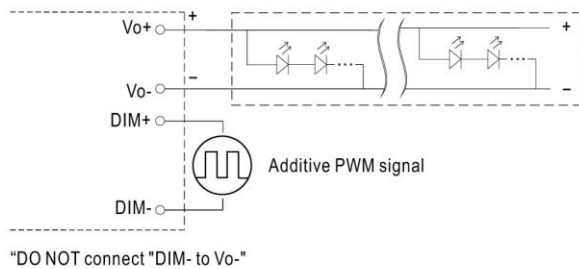 Vo+ + +
Vo- − −
DIM+
Additive PWM signal
DIM-
"DO NOT connect "DIM- to Vo-"